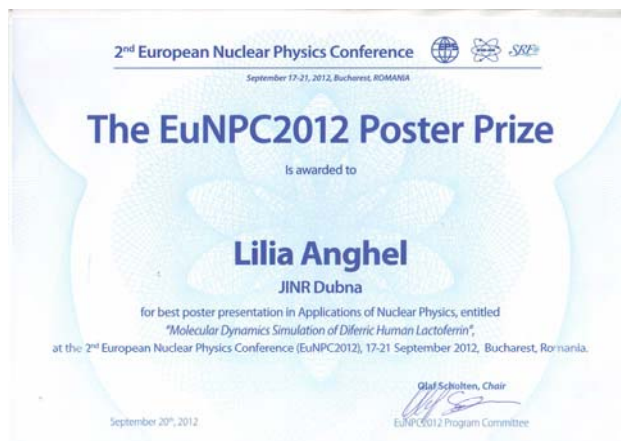 2nd European Nuclear Physics Conference EPS SRF
September 17-21, 2012, Bucharest, ROMANIA
The EuNPC2012 Poster Prize
Is awarded to
Lilia Anghel
JINR Dubna
for best poster presentation in Applications of Nuclear Physics, entitled
"Molecular Dynamics Simulation of Diferric Human Lactoferrin",
at the 2nd European Nuclear Physics Conference (EuNPC2012), 17-21 September 2012, Bucharest, Romania.
Olaf Scholten, Chair
September 20th, 2012
EuNPC2012 Program Committee